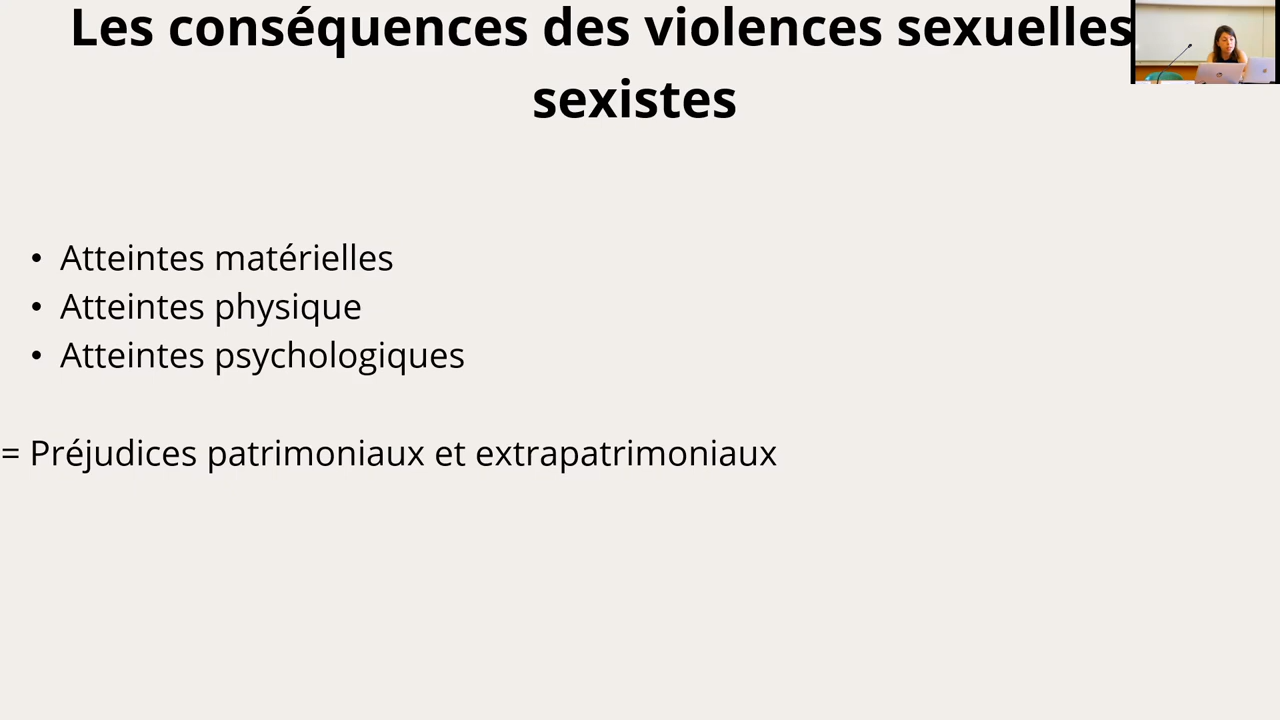 Les conséquences des violences sexuelles
sexistes
• Atteintes matérielles
• Atteintes physique
• Atteintes psychologiques
= Préjudices patrimoniaux et extrapatrimoniaux